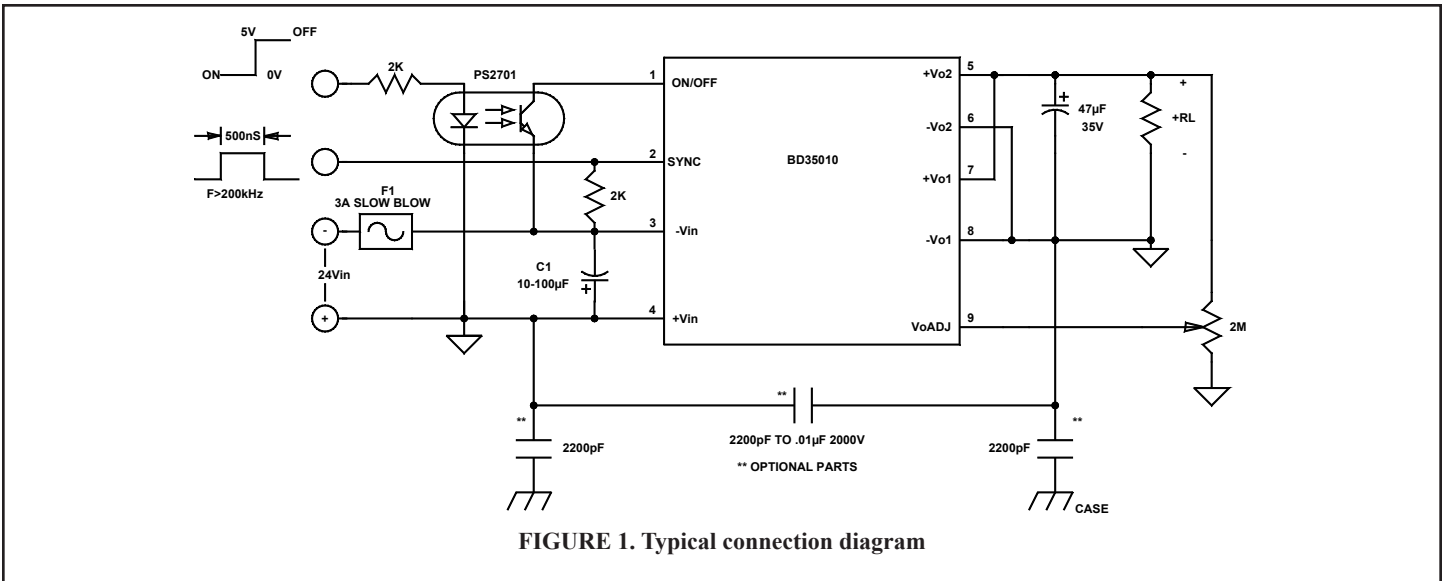 5V OFF
ON 0V
2K
PS2701
500nS
F>200kHz
F1
3A SLOW BLOW
-
24Vin
+
2K
C1
10-100µF
+
1 ON/OFF
2 SYNC
3 -Vin
4 +Vin
BD35010
+Vo2 5
-Vo2 6
+Vo1 7
-Vo1 8
VoADJ 9
+
47µF
35V
+
+RL
-
2M
**
2200pF
**
2200pF TO .01µF 2000V
** OPTIONAL PARTS
**
2200pF
CASE
FIGURE 1. Typical connection diagram